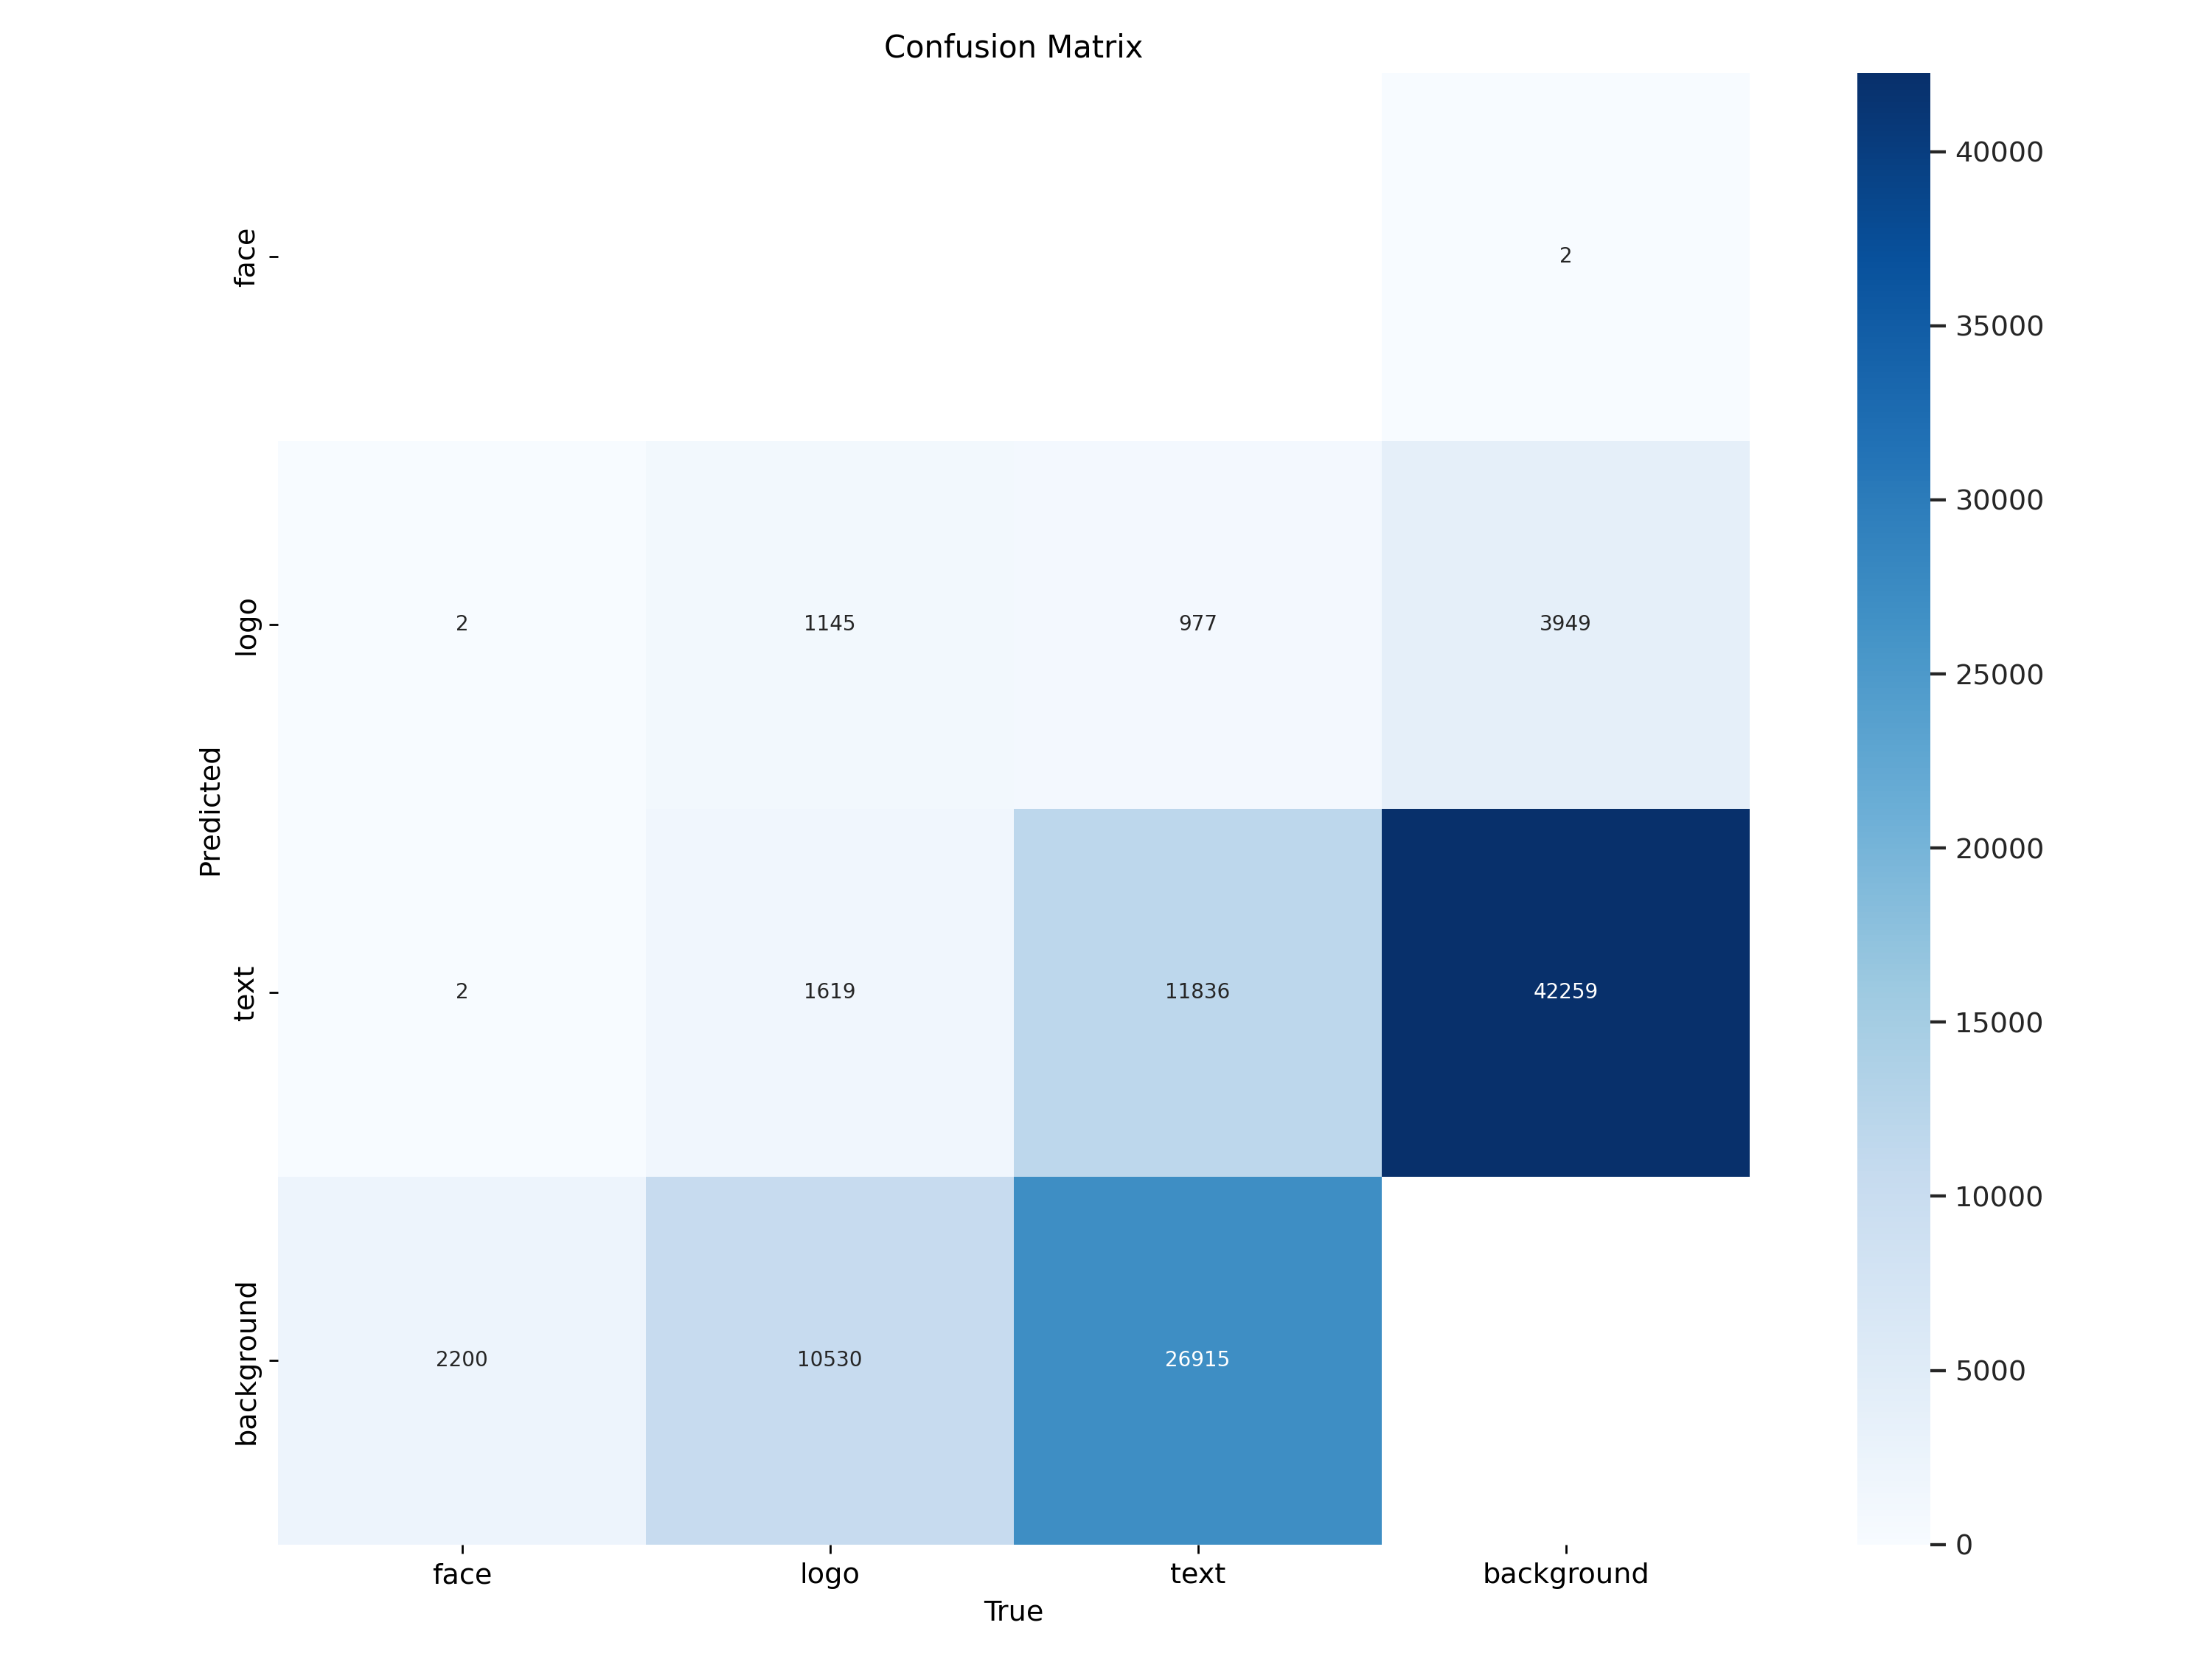 Confusion Matrix
face
2
logo
2 1145 977 3949
text
2 1619 11836 42259
background
2200 10530 26915
face logo text background
True
Predicted
40000
35000
30000
25000
20000
15000
10000
5000
0